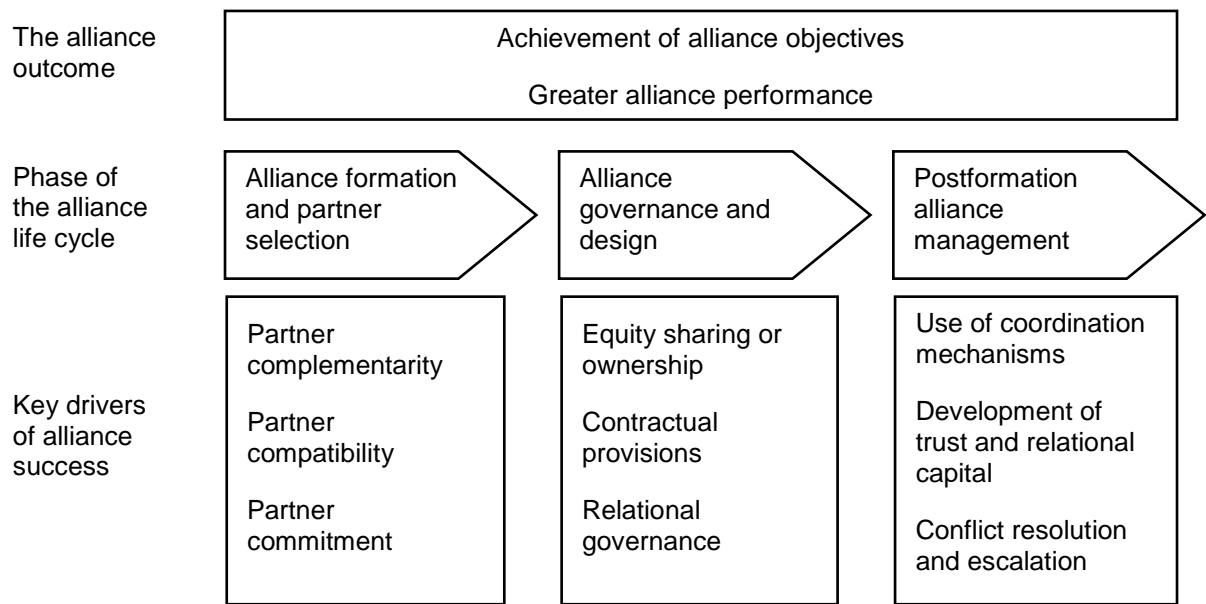 The alliance
outcome
Achievement of alliance objectives
Greater alliance performance
Phase of
the alliance
life cycle
Alliance formation
and partner
selection
Alliance
governance and
design
Postformation
alliance
management
Key drivers
of alliance
success
Partner
complementarity
Partner
compatibility
Partner
commitment
Equity sharing or
ownership
Contractual
provisions
Relational
governance
Use of coordination
mechanisms
Development of
trust and relational
capital
Conflict resolution
and escalation